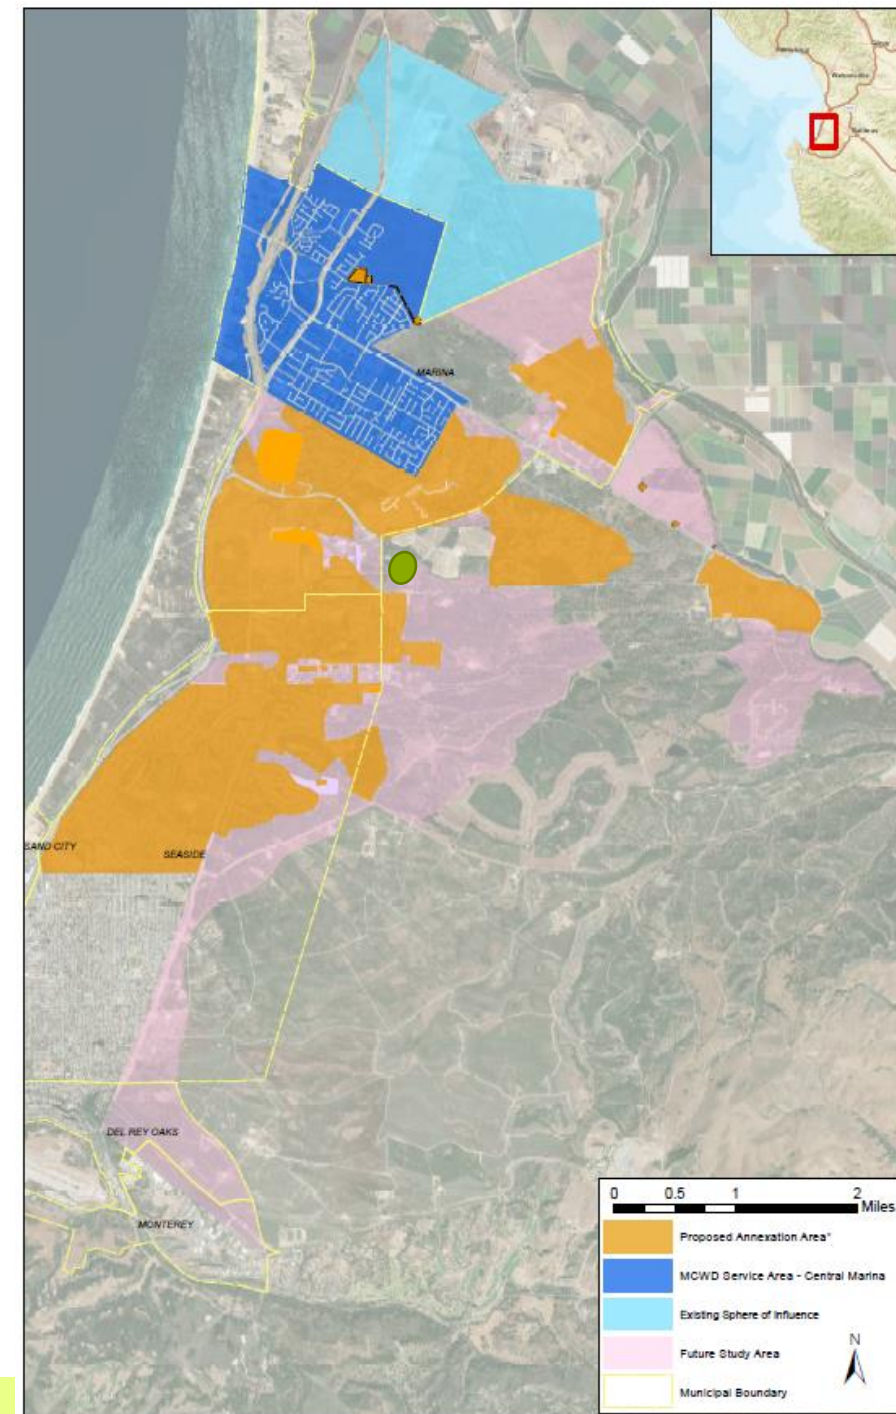 MARINA
SAND CITY
SEASIDE
DEL REY OAKS
MONTEREY
0 0.5 1 2
Miles
Proposed Annexation Area*
MCWD Service Area - Central Marina
Existing Sphere of Influence
Future Study Area
N
Municipal Boundary